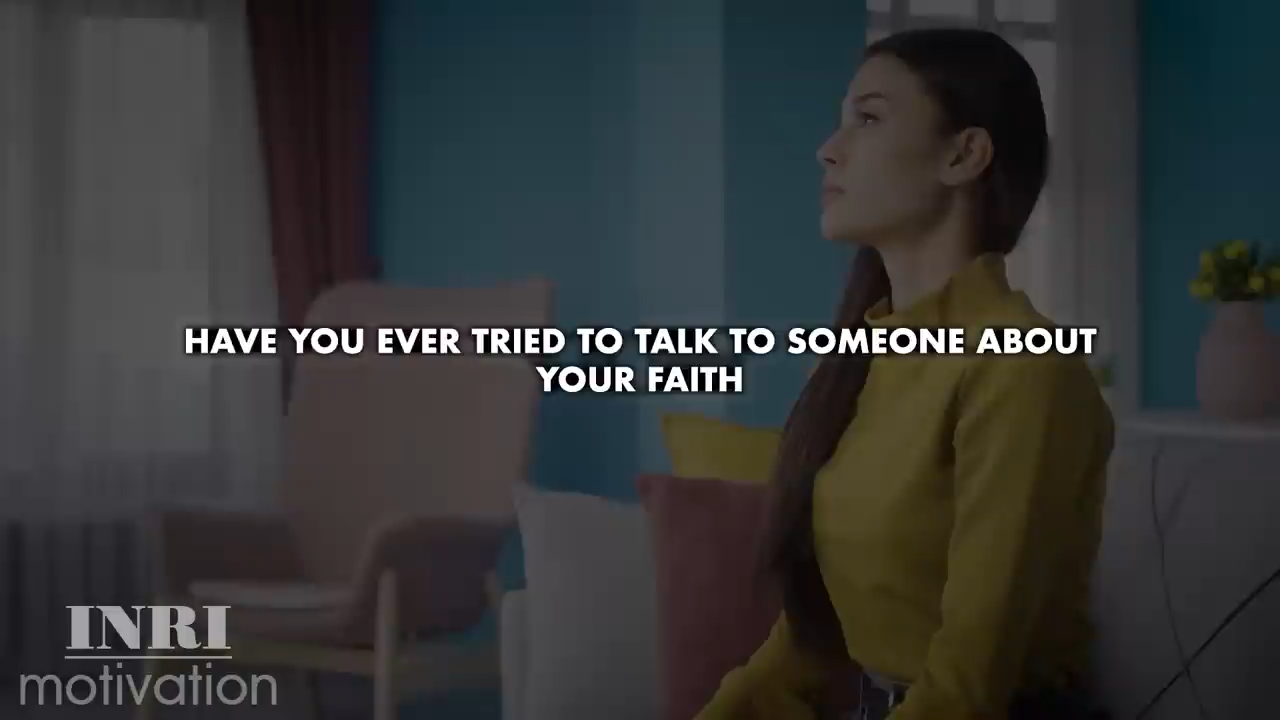 HAVE YOU EVER TRIED TO TALK TO SOMEONE ABOUT
YOUR FAITH
INRI
motivation